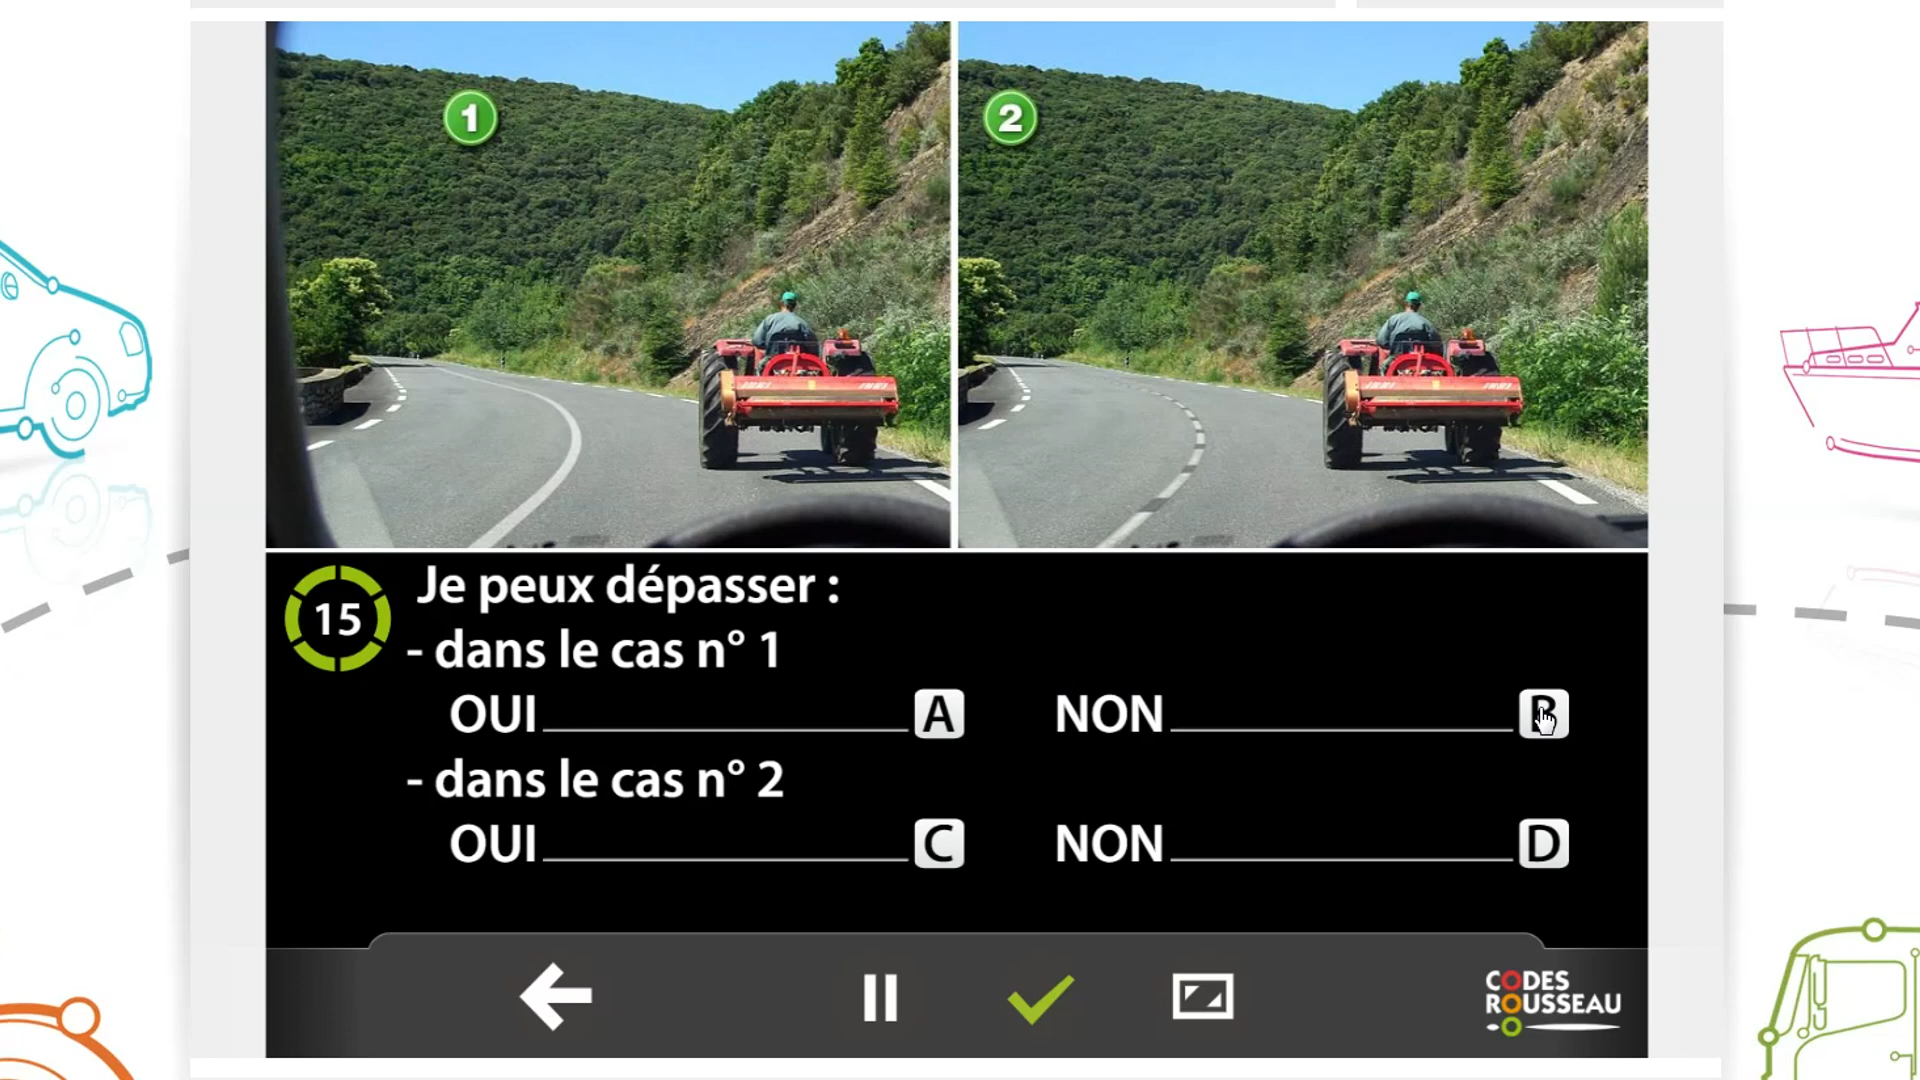 1
2
15
Je peux dépasser :
- dans le cas n° 1
OUI A NON B
- dans le cas n° 2
OUI C NON D
CODES
ROUSSEAU